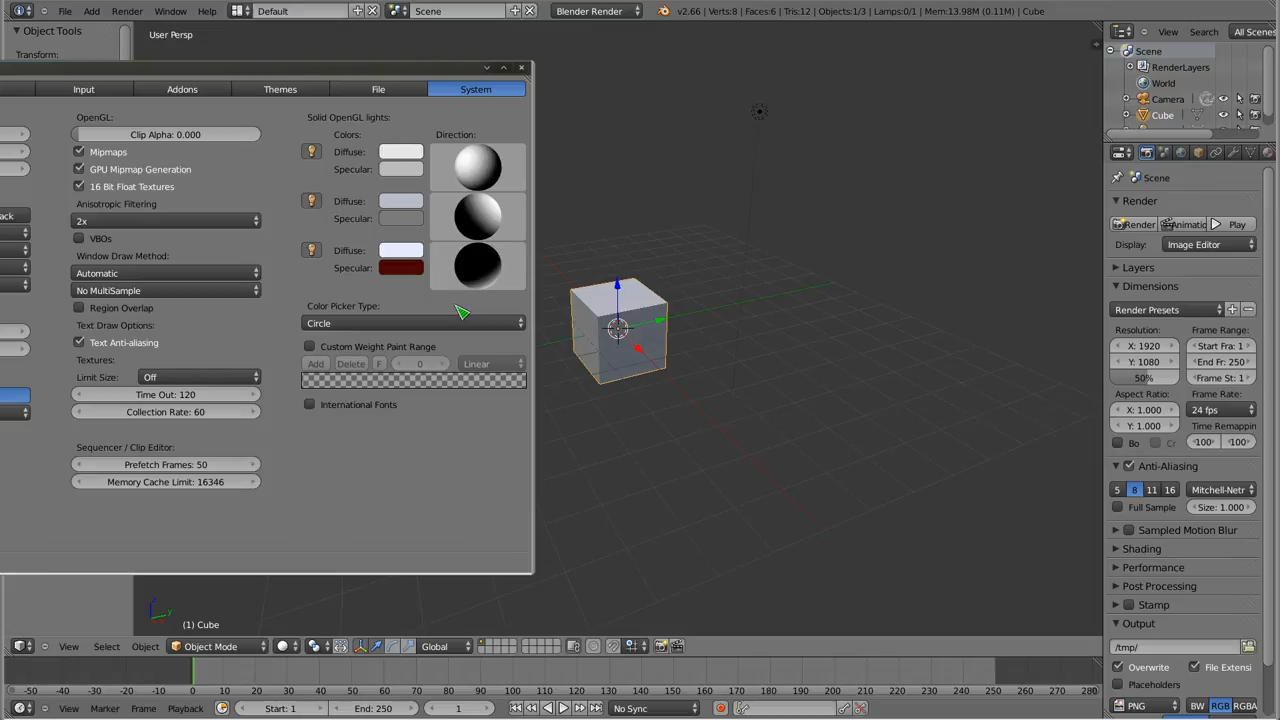 File Add Render Window Help Default Scene Blender Render v2.66 | Verts:8 | Faces:6 | Tris:12 | Objects:1/3 | Lamps:0/1 | Mem:13.98M (0.11M) | Cube
Object Tools
Transform:
User Persp
View Search All Scenes
Scene
RenderLayers
World
Camera
Cube
Input Addons Themes File System
OpenGL:
Clip Alpha: 0.000
Mipmaps
GPU Mipmap Generation
16 Bit Float Textures
Anisotropic Filtering
2x
VBOs
Window Draw Method:
Automatic
No MultiSample
Region Overlap
Text Draw Options:
Text Anti-aliasing
Textures:
Limit Size: Off
Time Out: 120
Collection Rate: 60
Sequencer / Clip Editor:
Prefetch Frames: 50
Memory Cache Limit: 16346
ack
Solid OpenGL lights:
Colors: Direction:
Diffuse:
Specular:
Diffuse:
Specular:
Diffuse:
Specular:
Color Picker Type:
Circle
Custom Weight Paint Range
Add Delete F 0 Linear
International Fonts
Scene
Render
Render Animatic Play
Display: Image Editor
Layers
Dimensions
Render Presets
Resolution: Frame Range:
X: 1920 Start Fra: 1
Y: 1080 End Fr: 250
50% Frame St: 1
Aspect Ratio: Frame Rate:
X: 1.000 24 fps
Y: 1.000 Time Remappin
Bo Cr 100 100
Anti-Aliasing
5 8 11 16 Mitchell-Netr
Full Sample Size: 1.000
Sampled Motion Blur
Shading
Performance
Post Processing
Stamp
Output
/tmp/
Overwrite File Extensi
Placeholders
PNG BW RGB RGBA
(1) Cube
View Select Object Object Mode Global
-50 -40 -30 -20 -10 0 10 20 30 40 50 60 70 80 90 100 110 120 130 140 150 160 170 180 190 200 210 220 230 240 250 260 270 280
View Marker Frame Playback Start: 1 End: 250 1 No Sync